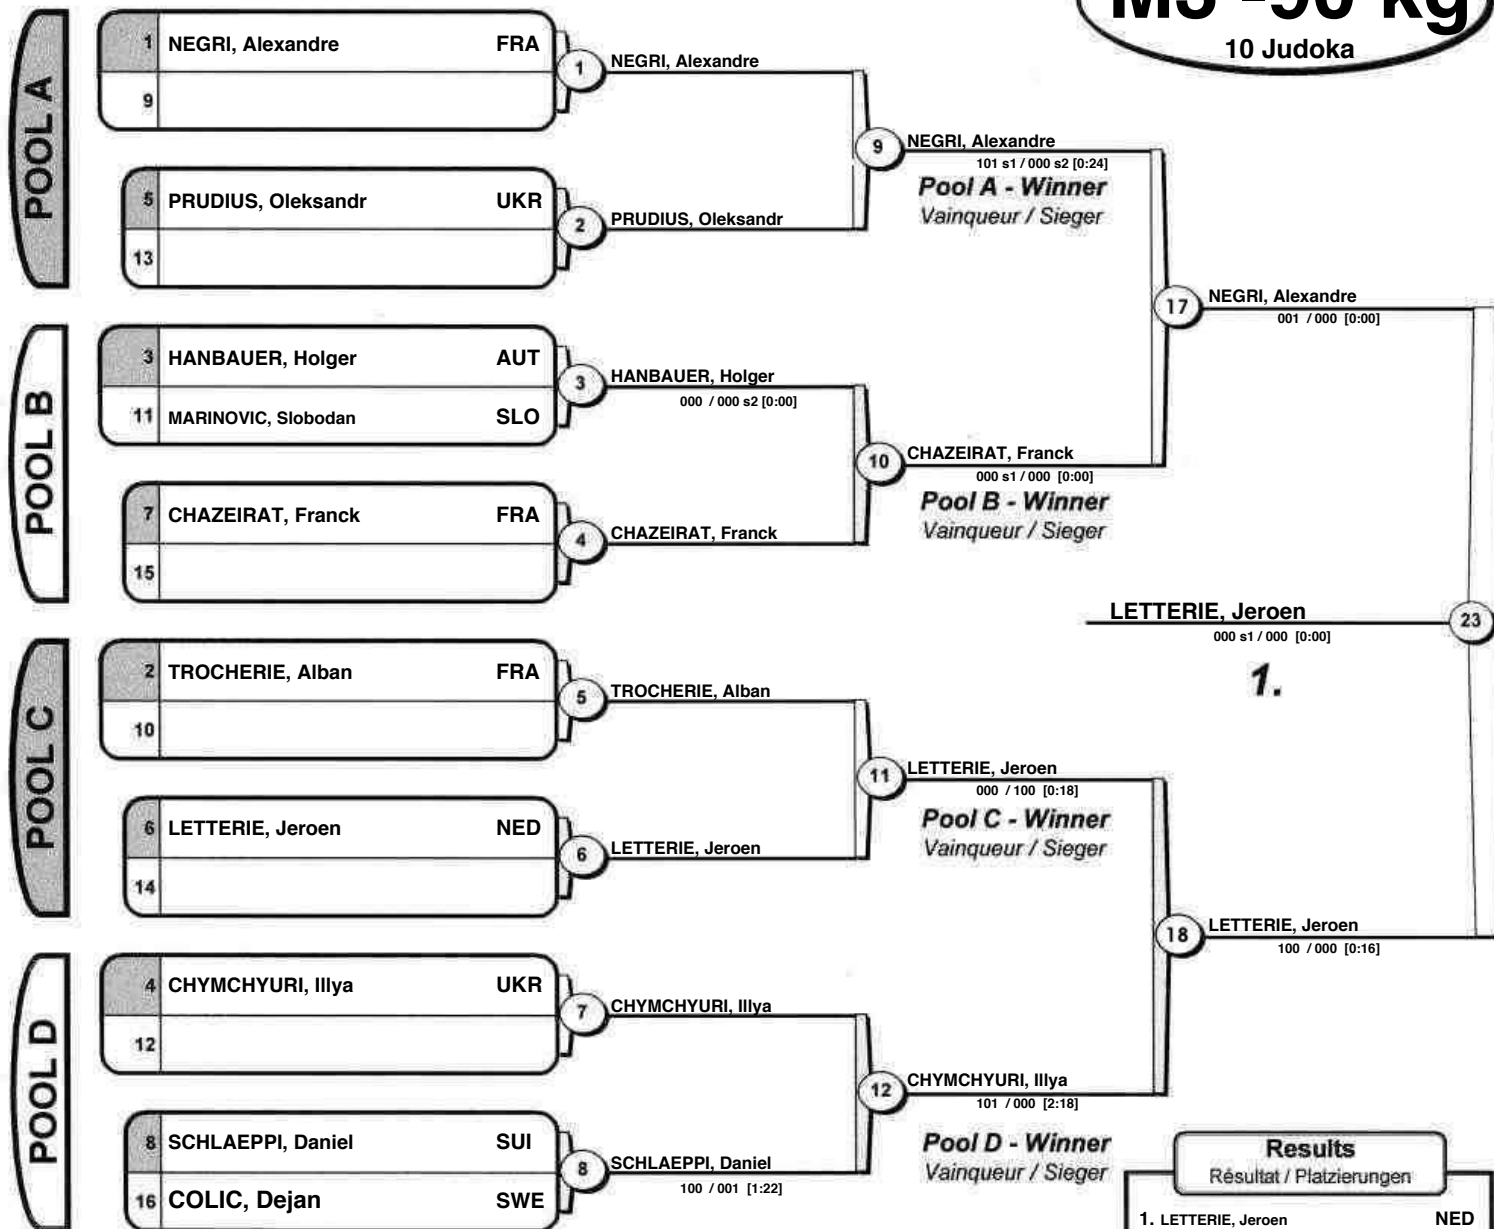 M3 -90 kg
10 Judoka
POOL A
1 NEGRI, Alexandre FRA
9
5 PRUDIUS, Oleksandr UKR
13
1 NEGRI, Alexandre
2 PRUDIUS, Oleksandr
9 NEGRI, Alexandre
101 s1 / 000 s2 [0:24]
Pool A - Winner
Vainqueur / Sieger
POOL B
3 HANBAUER, Holger AUT
11 MARINOVIC, Slobodan SLO
7 CHAZEIRAT, Franck FRA
15
3 HANBAUER, Holger
000 / 000 s2 [0:00]
4 CHAZEIRAT, Franck
10 CHAZEIRAT, Franck
000 s1 / 000 [0:00]
Pool B - Winner
Vainqueur / Sieger
17 NEGRI, Alexandre
001 / 000 [0:00]
LETTERIE, Jeroen 23
000 s1 / 000 [0:00]
1.
POOL C
2 TROCHERIE, Alban FRA
10
6 LETTERIE, Jeroen NED
14
5 TROCHERIE, Alban
6 LETTERIE, Jeroen
11 LETTERIE, Jeroen
000 / 100 [0:18]
Pool C - Winner
Vainqueur / Sieger
POOL D
4 CHYMCHYURI, Illya UKR
12
8 SCHLAEPPI, Daniel SUI
16 COLIC, Dejan SWE
7 CHYMCHYURI, Illya
8 SCHLAEPPI, Daniel
100 / 001 [1:22]
12 CHYMCHYURI, Illya
101 / 000 [2:18]
Pool D - Winner
Vainqueur / Sieger
18 LETTERIE, Jeroen
100 / 000 [0:16]
Results
Résultat / Platzierungen
1. LETTERIE, Jeroen NED